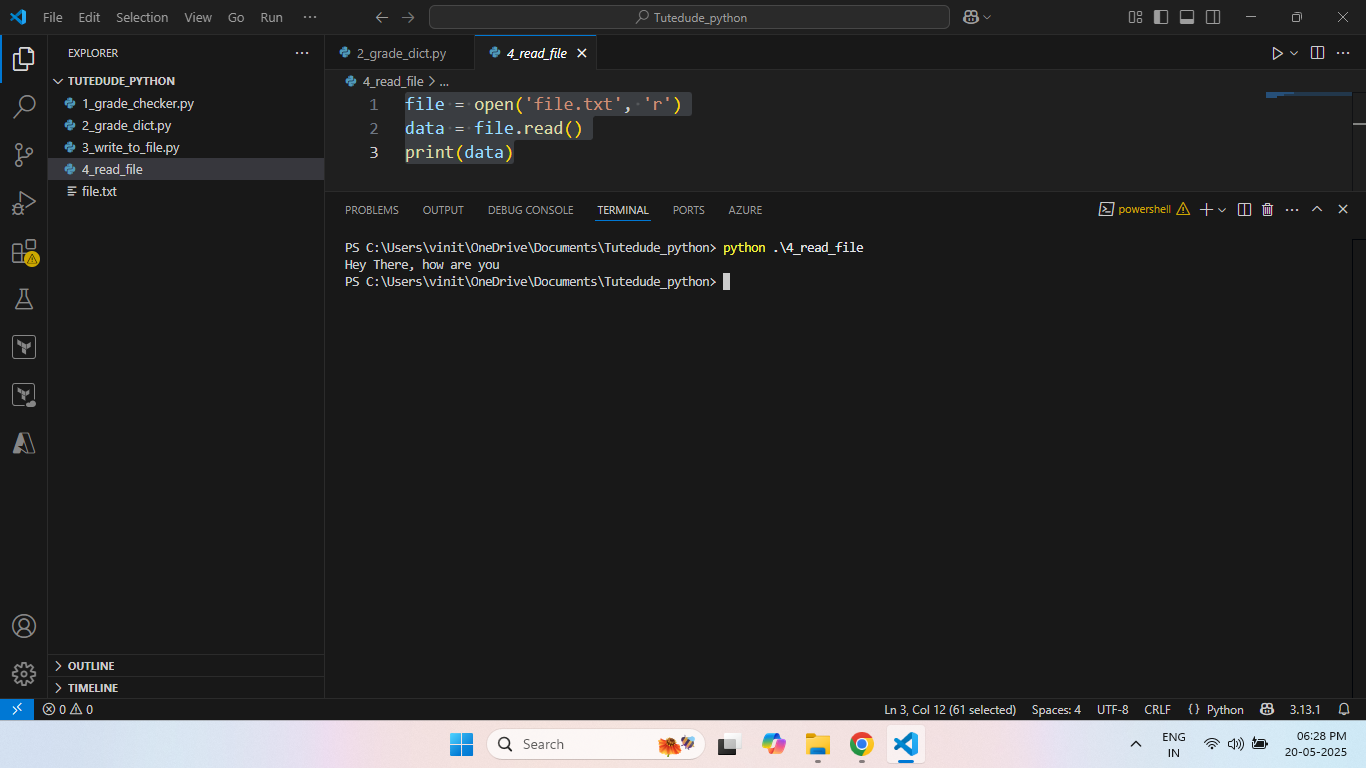 File Edit Selection View Go Run ··· Tutedude_python
EXPLORER ···
TUTEDUDE_PYTHON
1_grade_checker.py
2_grade_dict.py
3_write_to_file.py
4_read_file
file.txt
OUTLINE
TIMELINE
2_grade_dict.py 4_read_file
4_read_file > ...
1 file = open('file.txt', 'r')
2 data = file.read()
3 print(data)
PROBLEMS OUTPUT DEBUG CONSOLE TERMINAL PORTS AZURE powershell
PS C:\Users\vinit\OneDrive\Documents\Tutedude_python> python .\4_read_file
Hey There, how are you
PS C:\Users\vinit\OneDrive\Documents\Tutedude_python>
0 0 Ln 3, Col 12 (61 selected) Spaces: 4 UTF-8 CRLF {} Python 3.13.1
Search
ENG
IN
06:28 PM
20-05-2025